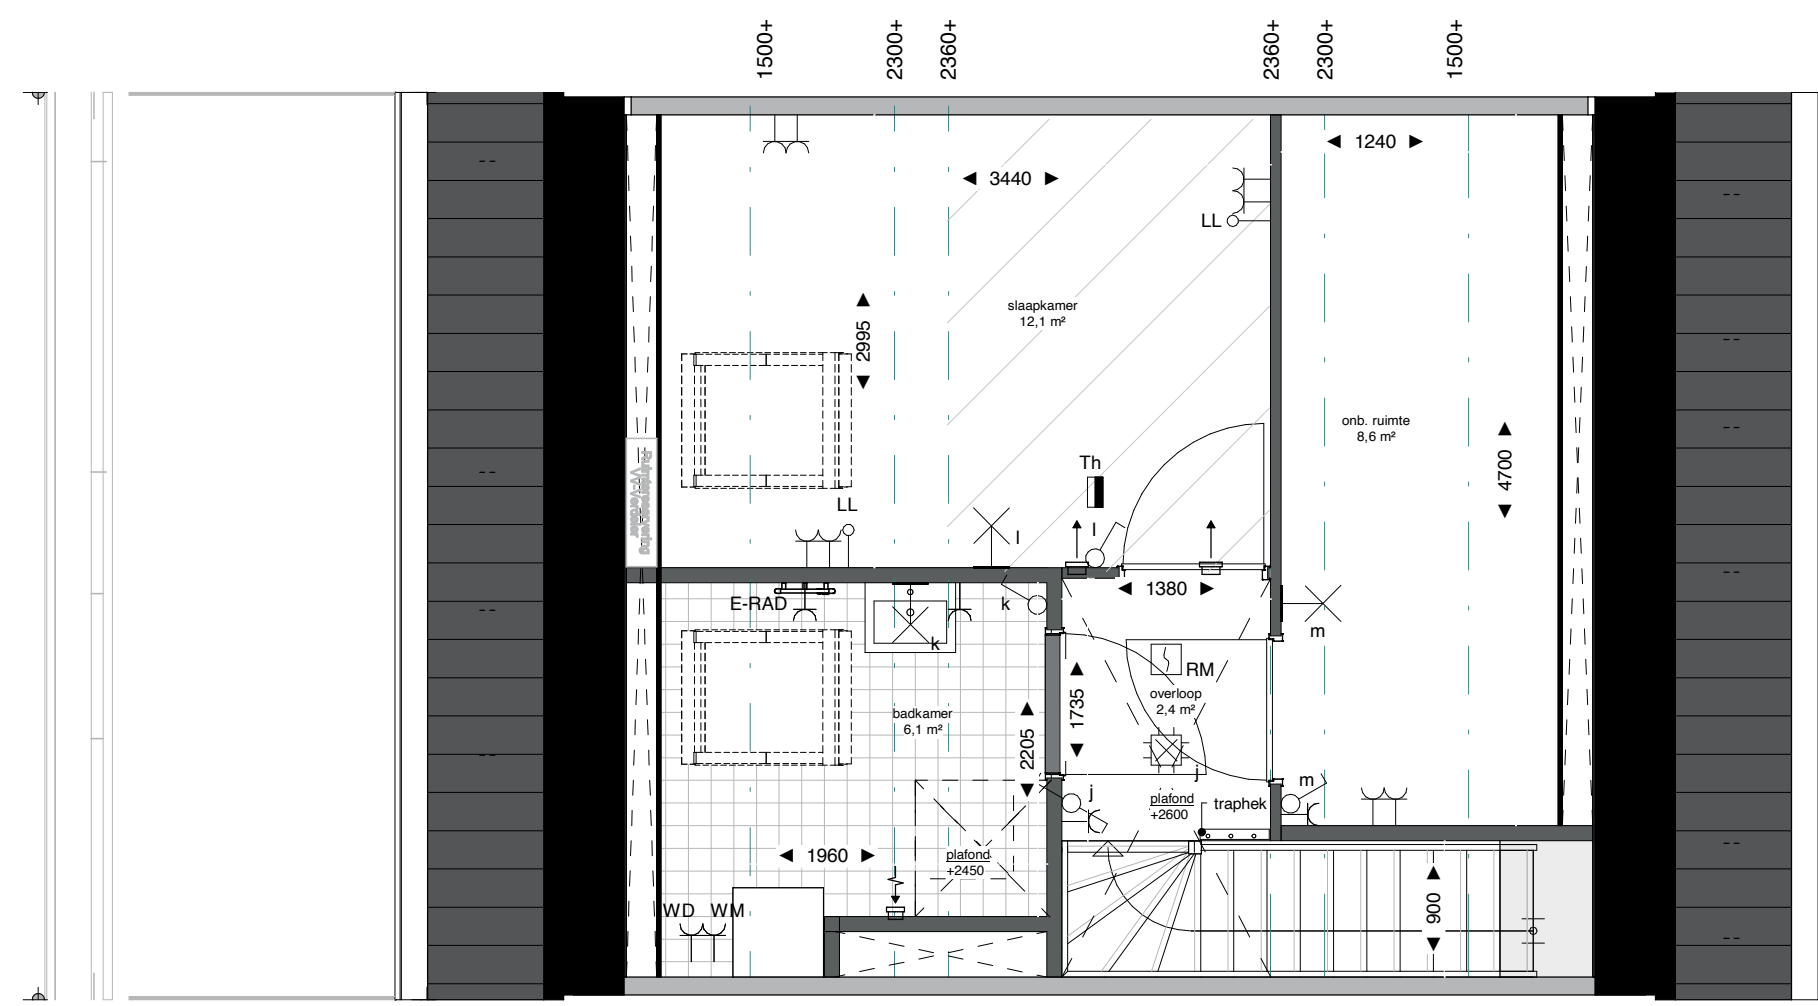 1500+
2300+
2360+
2360+
2300+
1500+
1240
3440
LL
slaapkamer
12,1 m²
2995
onb. ruimte
8,6 m²
4700
Th
LL
l
l
1380
E-RAD
k
k
m
RM
overloop
2,4 m²
1735
badkamer
6,1 m²
2205
j
j
m
plafond
+2600
traphek
1960
plafond
+2450
WD WM
900